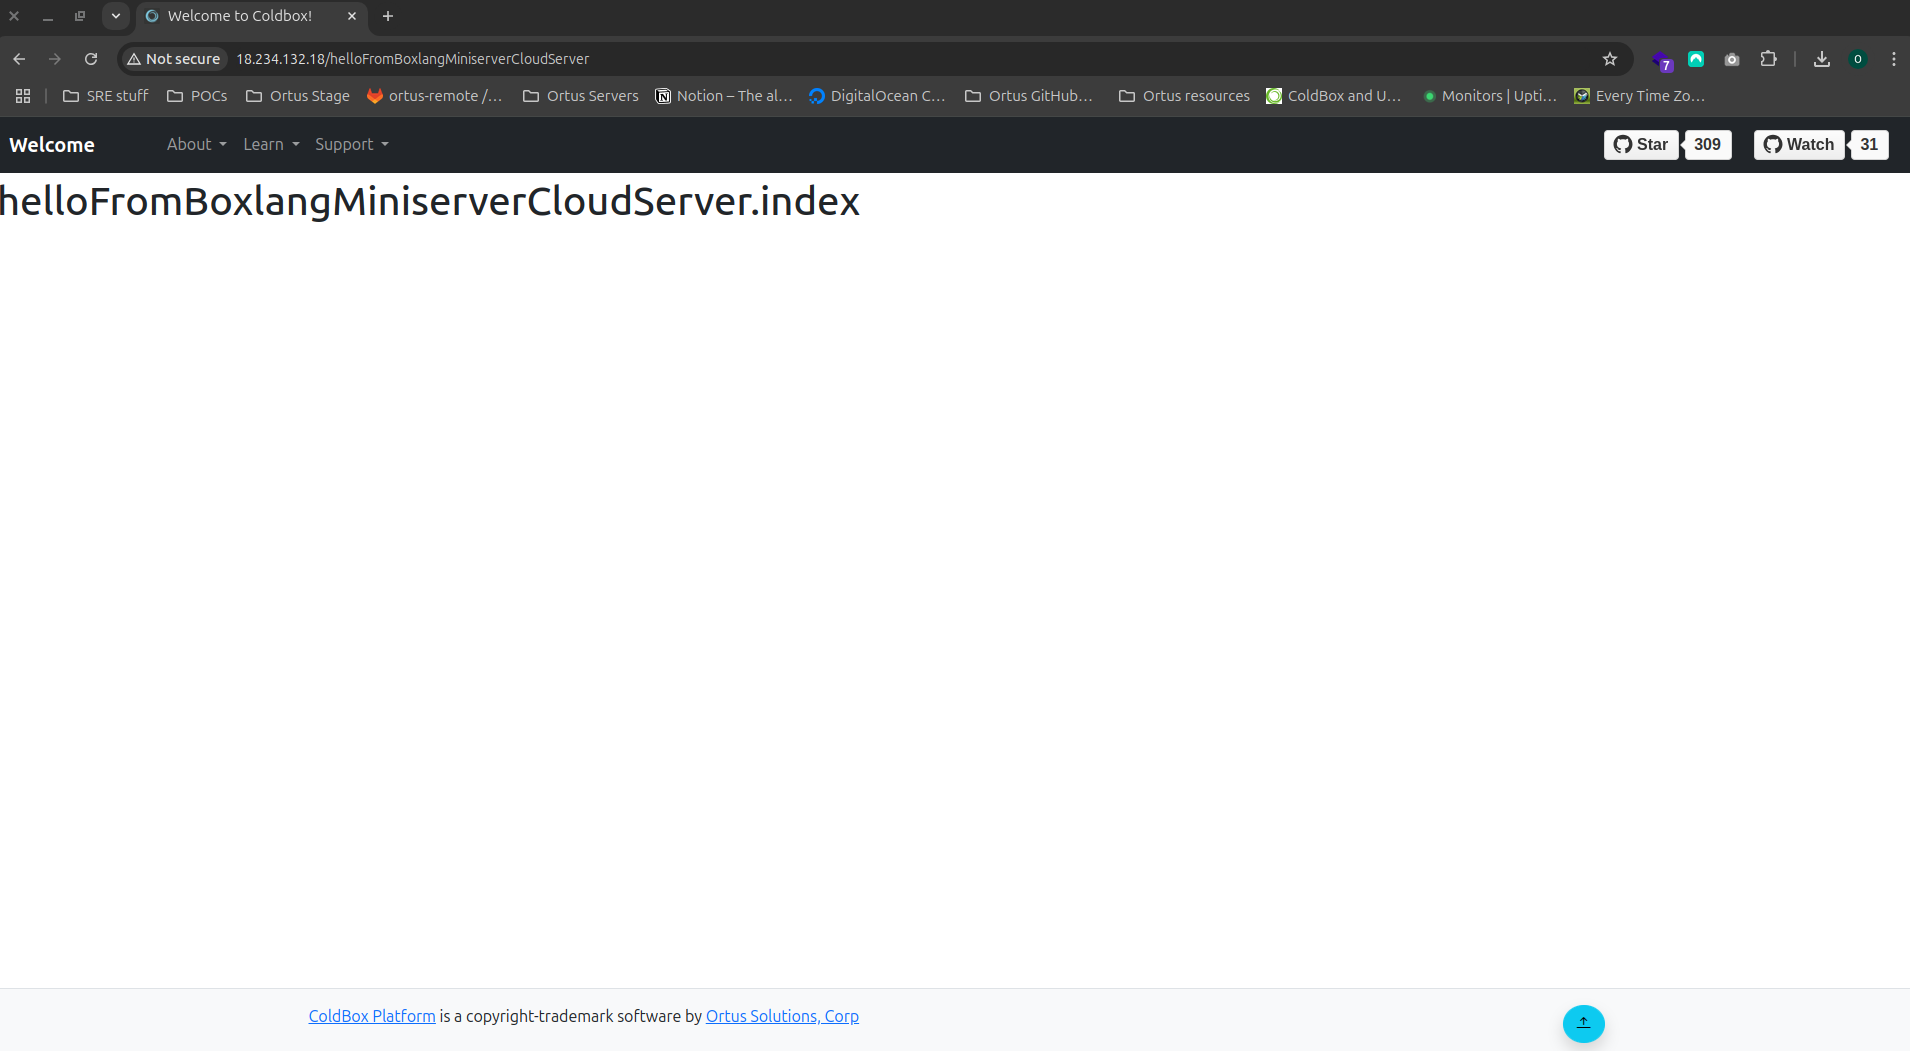 Welcome to Coldbox!
Not secure 18.234.132.18/helloFromBoxlangMiniserverCloudServer 7 O
SRE stuff POCs Ortus Stage ortus-remote /... Ortus Servers Notion – The al... DigitalOcean C... Ortus GitHub... Ortus resources ColdBox and U... Monitors | Upti... Every Time Zo...
Welcome About Learn Support Star 309 Watch 31
helloFromBoxlangMiniserverCloudServer.index
ColdBox Platform is a copyright-trademark software by Ortus Solutions, Corp